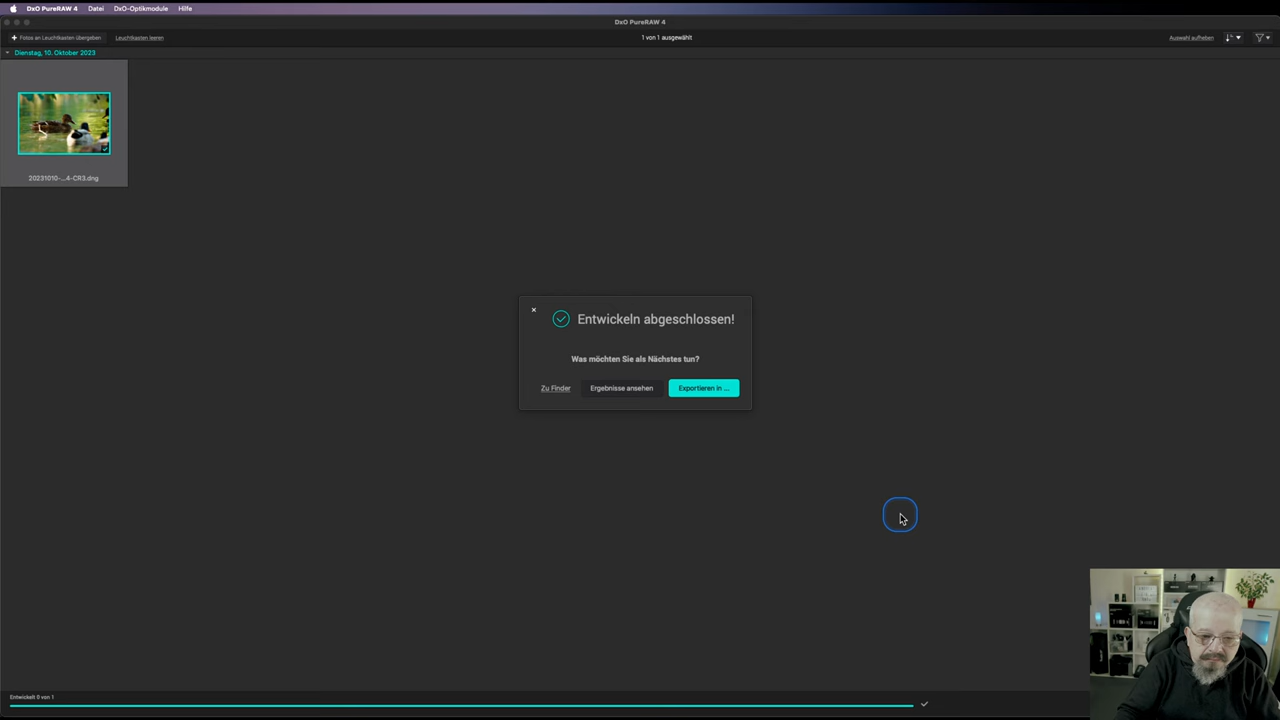 DxO PureRAW 4 Datei DxO-Optikmodule Hilfe
DxO PureRAW 4
+ Fotos an Leuchtkasten übergeben Leuchtkasten leeren 1 von 1 ausgewählt Auswahl aufheben
Dienstag, 10. Oktober 2023
20231010-...4-CR3.dng
Entwickeln abgeschlossen!
Was möchten Sie als Nächstes tun?
Zu Finder Ergebnisse ansehen Exportieren in ...
Entwickelt 0 von 1